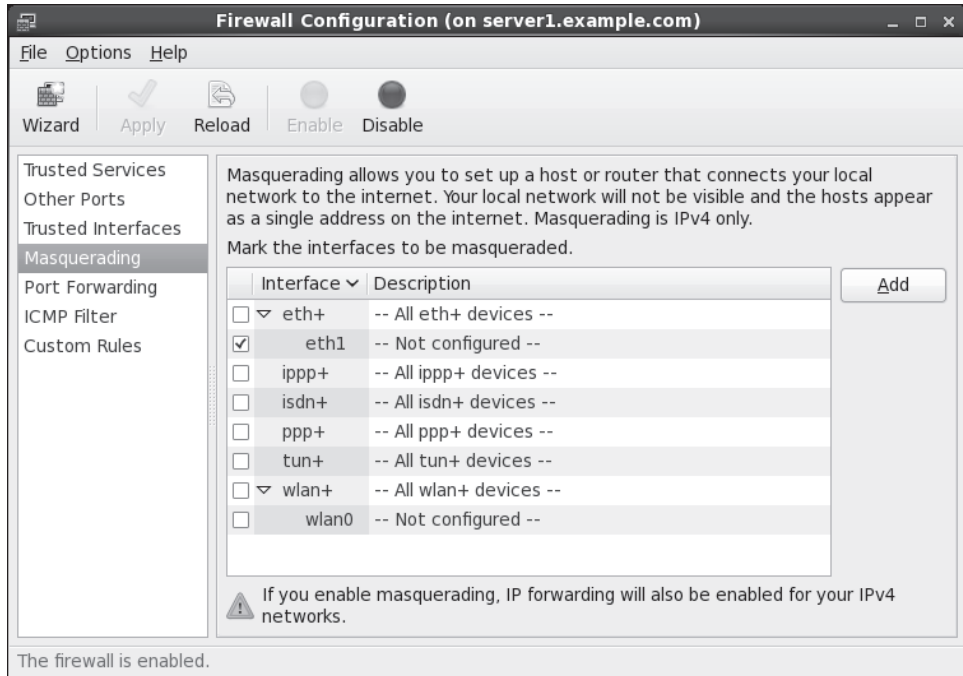 Firewall Configuration (on server1.example.com)
File Options Help
Wizard Apply Reload Enable Disable
Trusted Services
Other Ports
Trusted Interfaces
Masquerading
Port Forwarding
ICMP Filter
Custom Rules
Masquerading allows you to set up a host or router that connects your local
network to the internet. Your local network will not be visible and the hosts appear
as a single address on the internet. Masquerading is IPv4 only.
Mark the interfaces to be masqueraded.
Interface Description
eth+ -- All eth+ devices --
eth1 -- Not configured --
ippp+ -- All ippp+ devices --
isdn+ -- All isdn+ devices --
ppp+ -- All ppp+ devices --
tun+ -- All tun+ devices --
wlan+ -- All wlan+ devices --
wlan0 -- Not configured --
Add
If you enable masquerading, IP forwarding will also be enabled for your IPv4
networks.
The firewall is enabled.